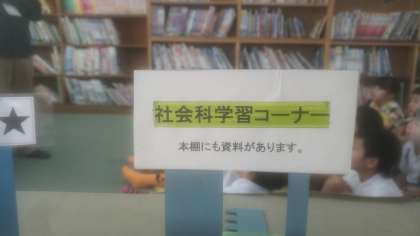 社会科学習コーナー
本棚にも資料があります。